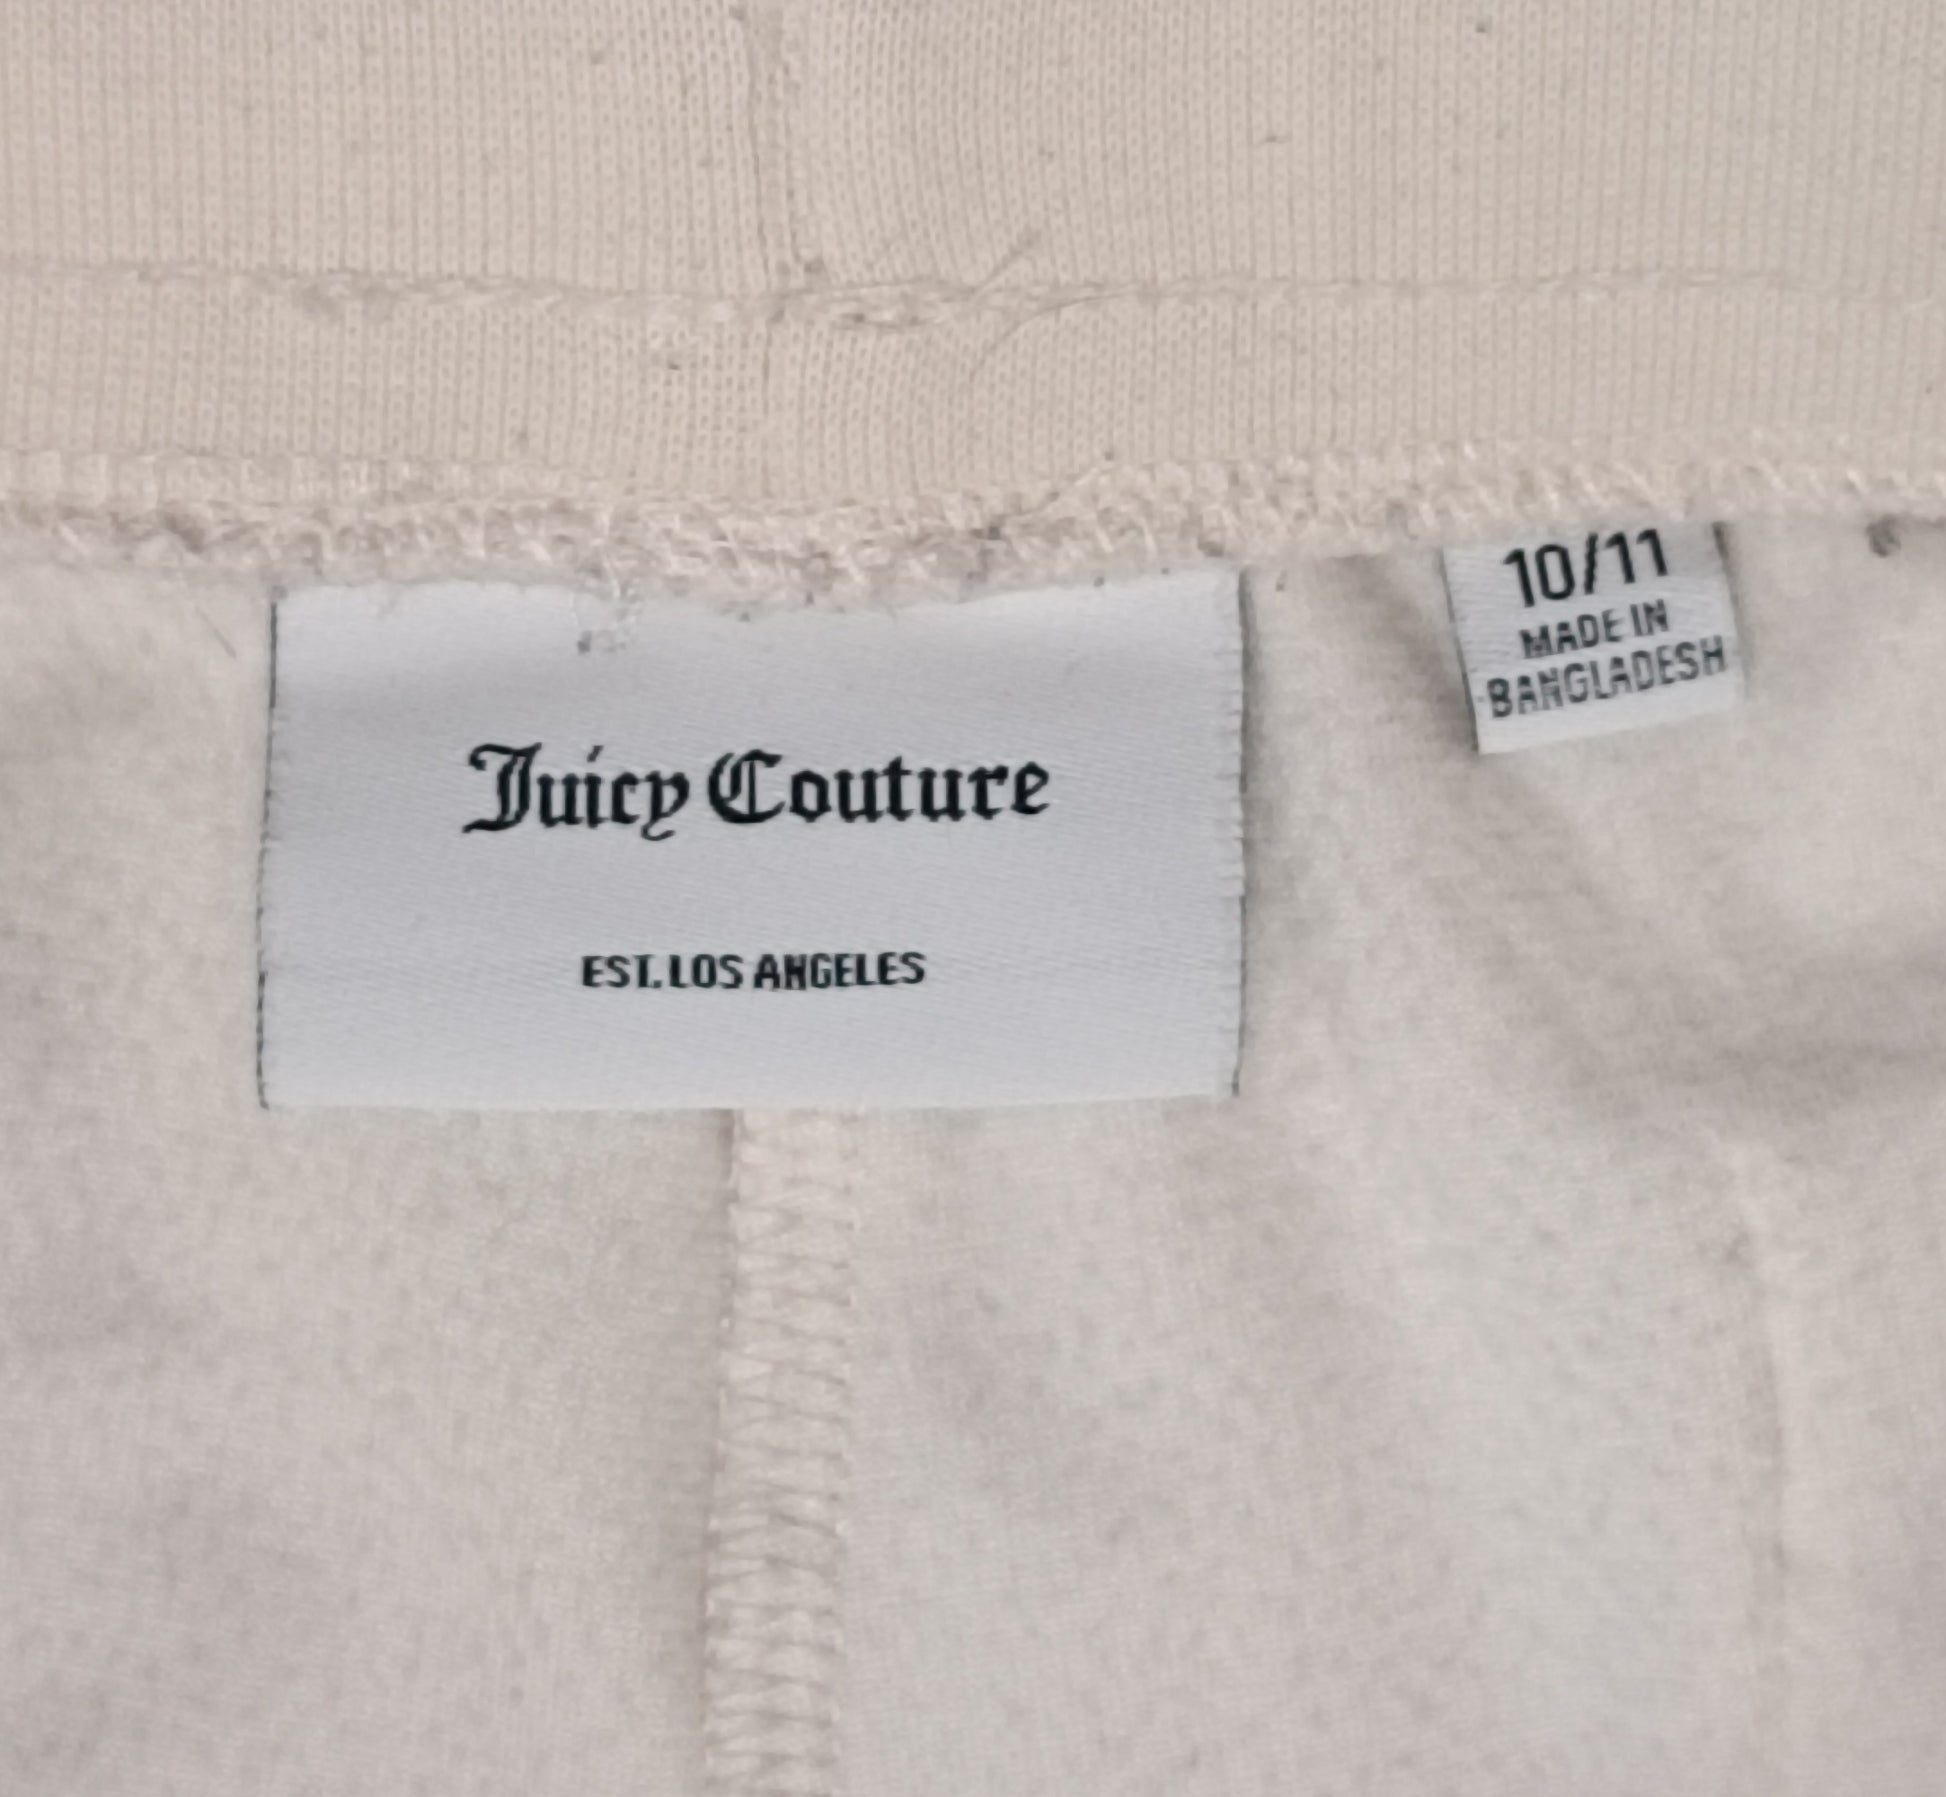 Juicy Couture
EST. LOS ANGELES
10/11
MADE IN
BANGLADESH